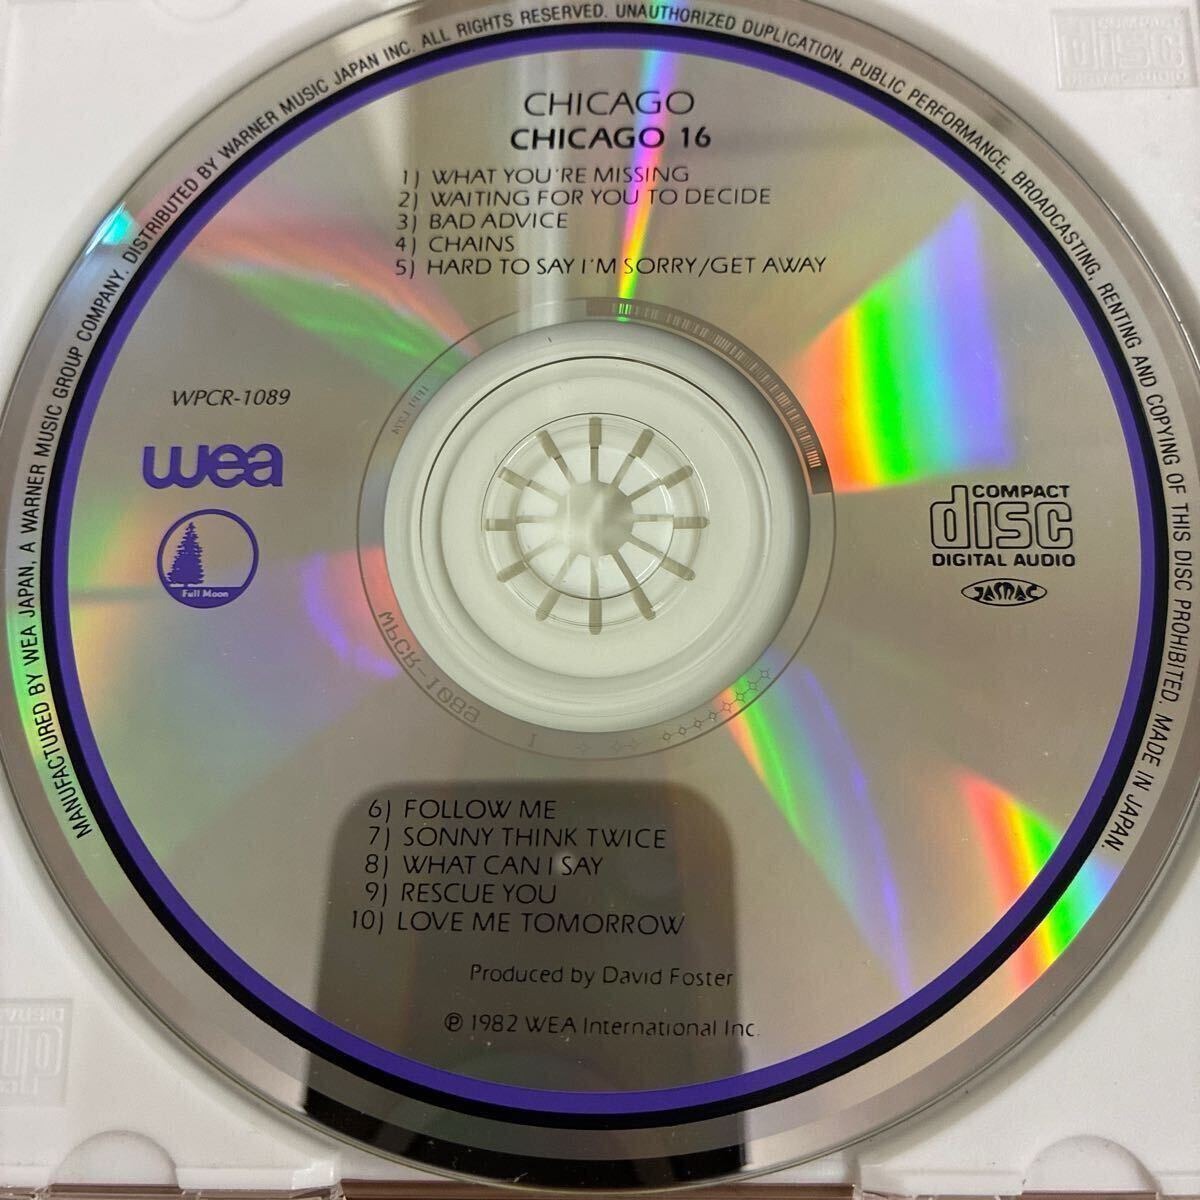 MANUFACTURED BY WEA JAPAN, A WARNER MUSIC GROUP COMPANY. DISTRIBUTED BY WARNER MUSIC JAPAN INC. ALL RIGHTS RESERVED. UNAUTHORIZED DUPLICATION, PUBLIC PERFORMANCE, BROADCASTING, RENTING AND COPYING OF THIS DISC PROHIBITED. MADE IN JAPAN.
CHICAGO
CHICAGO 16
1) WHAT YOU'RE MISSING
2) WAITING FOR YOU TO DECIDE
3) BAD ADVICE
4) CHAINS
5) HARD TO SAY I'M SORRY/GET AWAY
WPCR-1089
wea
Full Moon
COMPACT
disc
DIGITAL AUDIO
JASRAC
WPCR-1089
1
6) FOLLOW ME
7) SONNY THINK TWICE
8) WHAT CAN I SAY
9) RESCUE YOU
10) LOVE ME TOMORROW
Produced by David Foster
℗ 1982 WEA International Inc.
COMPACT
disc
DIGITAL AUDIO